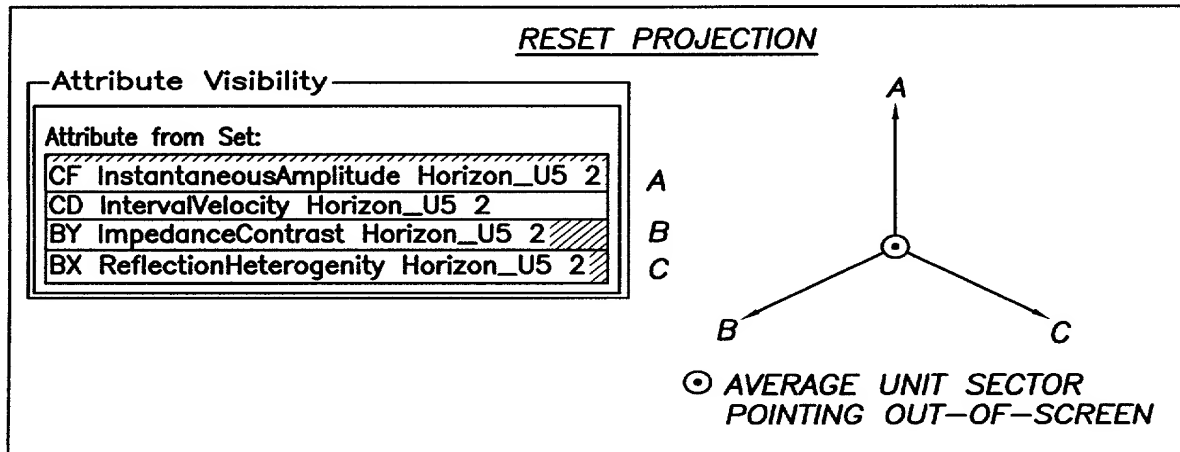 RESET PROJECTION
Attribute Visibility
Attribute from Set:
CF InstantaneousAmplitude Horizon_U5 2
CD IntervalVelocity Horizon_U5 2
BY ImpedanceContrast Horizon_U5 2
BX ReflectionHeterogenity Horizon_U5 2
A
B
C
A
B
C
AVERAGE UNIT SECTOR
POINTING OUT-OF-SCREEN